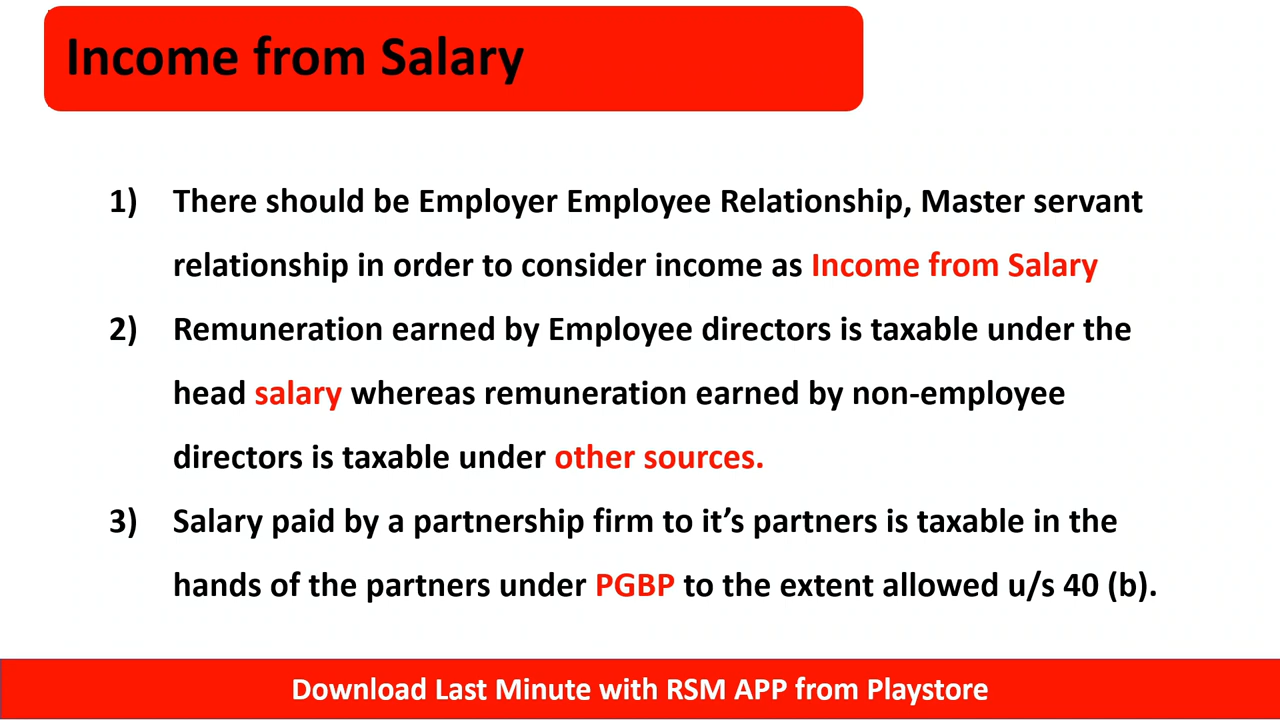 Income from Salary
1) There should be Employer Employee Relationship, Master servant
relationship in order to consider income as Income from Salary
2) Remuneration earned by Employee directors is taxable under the
head salary whereas remuneration earned by non-employee
directors is taxable under other sources.
3) Salary paid by a partnership firm to it’s partners is taxable in the
hands of the partners under PGBP to the extent allowed u/s 40 (b).
Download Last Minute with RSM APP from Playstore